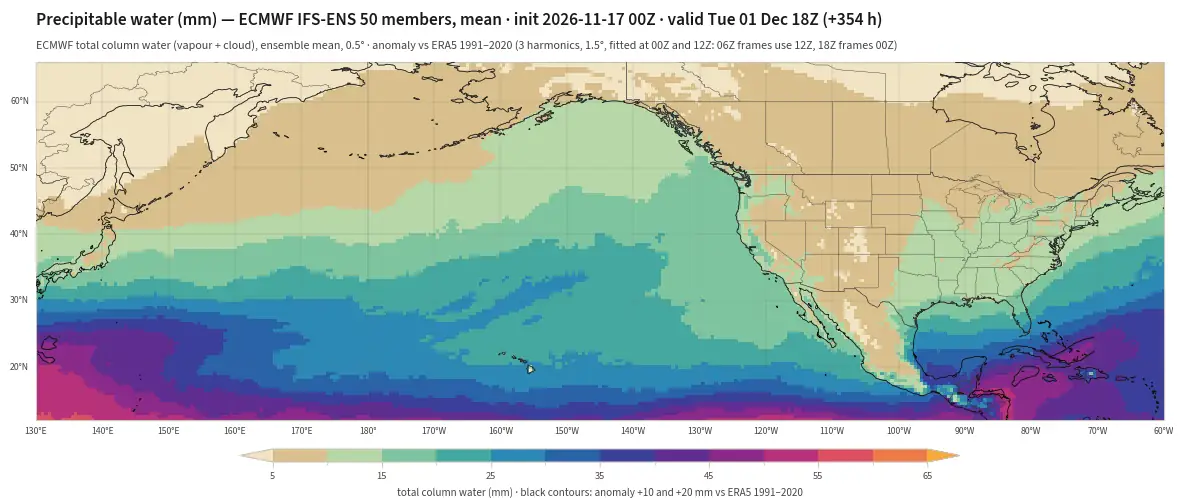 Precipitable water (mm) — ECMWF IFS-ENS 50 members, mean · init 2026-11-17 00Z · valid Tue 01 Dec 18Z (+354 h)
ECMWF total column water (vapour + cloud), ensemble mean, 0.5° · anomaly vs ERA5 1991–2020 (3 harmonics, 1.5°, fitted at 00Z and 12Z: 06Z frames use 12Z, 18Z frames 00Z)
60°N
50°N
40°N
30°N
20°N
130°E 140°E 150°E 160°E 170°E 180° 170°W 160°W 150°W 140°W 130°W 120°W 110°W 100°W 90°W 80°W 70°W 60°W
5 15 25 35 45 55 65
total column water (mm) · black contours: anomaly +10 and +20 mm vs ERA5 1991–2020